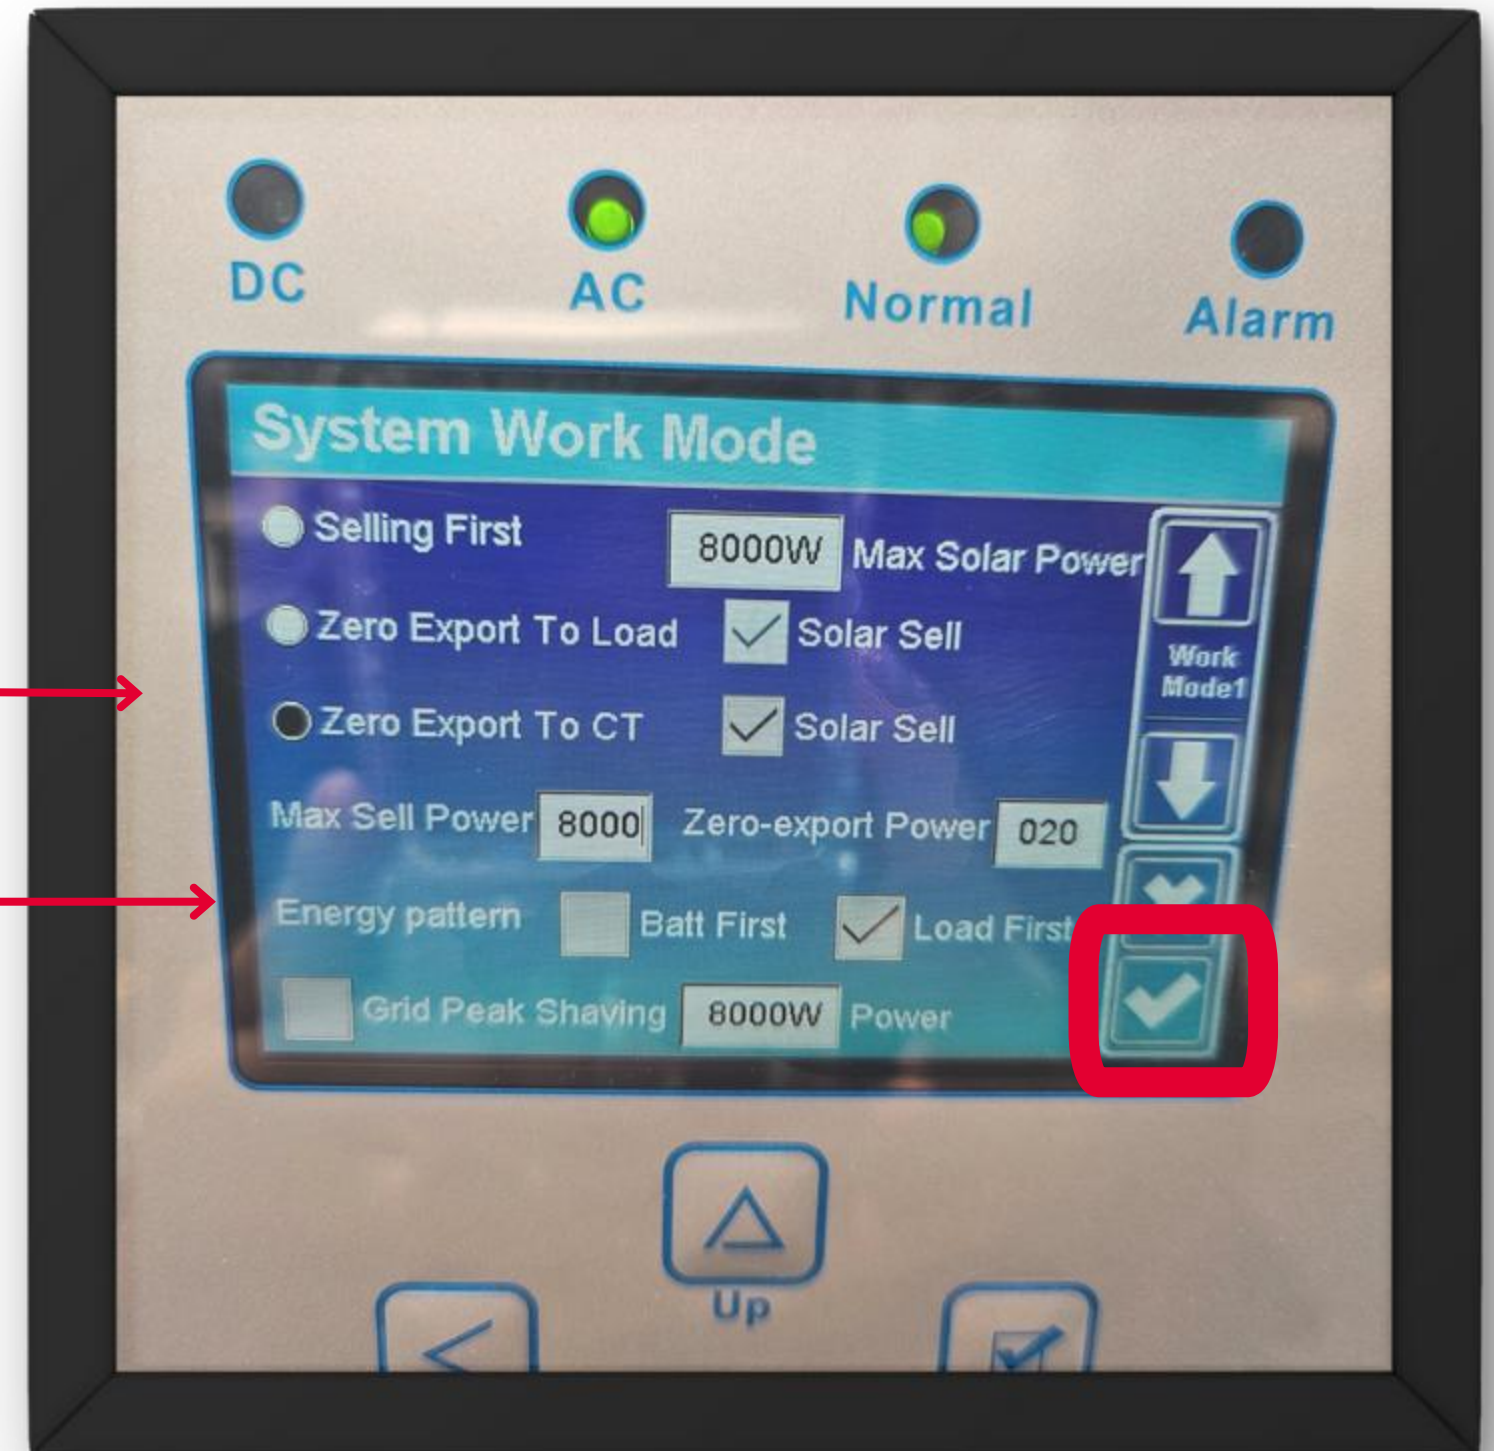 DC AC Normal Alarm
System Work Mode
Selling First 8000W Max Solar Power
Zero Export To Load Solar Sell
Work
Mode1
Zero Export To CT Solar Sell
Max Sell Power 8000 Zero-export Power 020
Energy pattern Batt First Load First
Grid Peak Shaving 8000W Power
Up